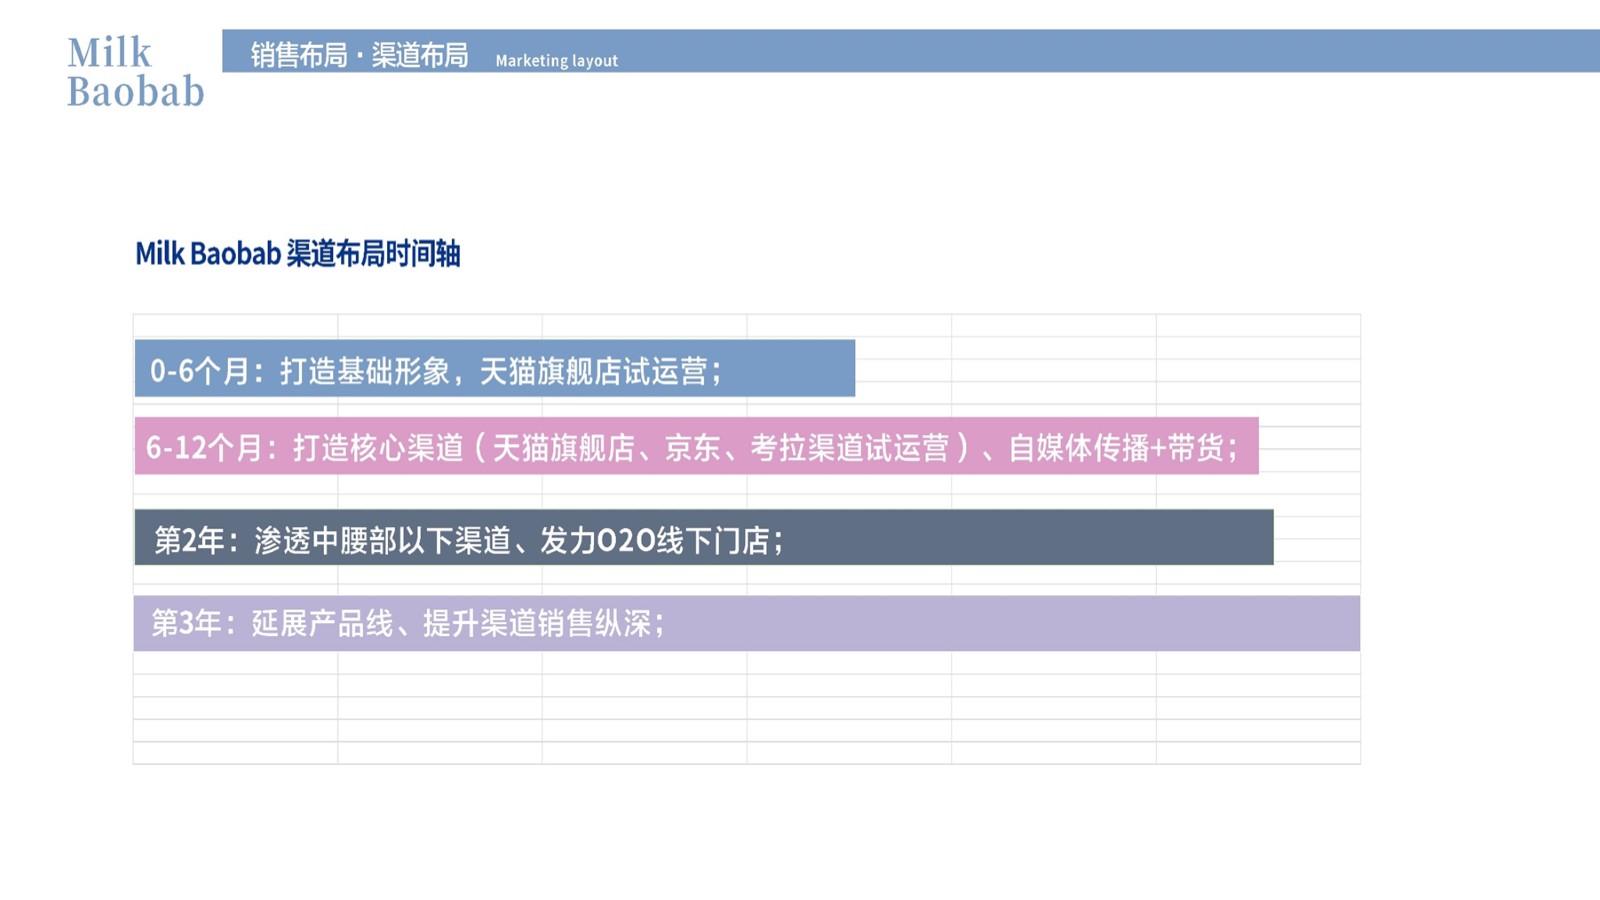 Milk
Baobab
销售布局·渠道布局 Marketing layout
Milk Baobab 渠道布局时间轴
0-6个月：打造基础形象，天猫旗舰店试运营；
6-12个月：打造核心渠道（天猫旗舰店、京东、考拉渠道试运营）、自媒体传播+带货；
第2年：渗透中腰部以下渠道、发力O2O线下门店；
第3年：延展产品线、提升渠道销售纵深；